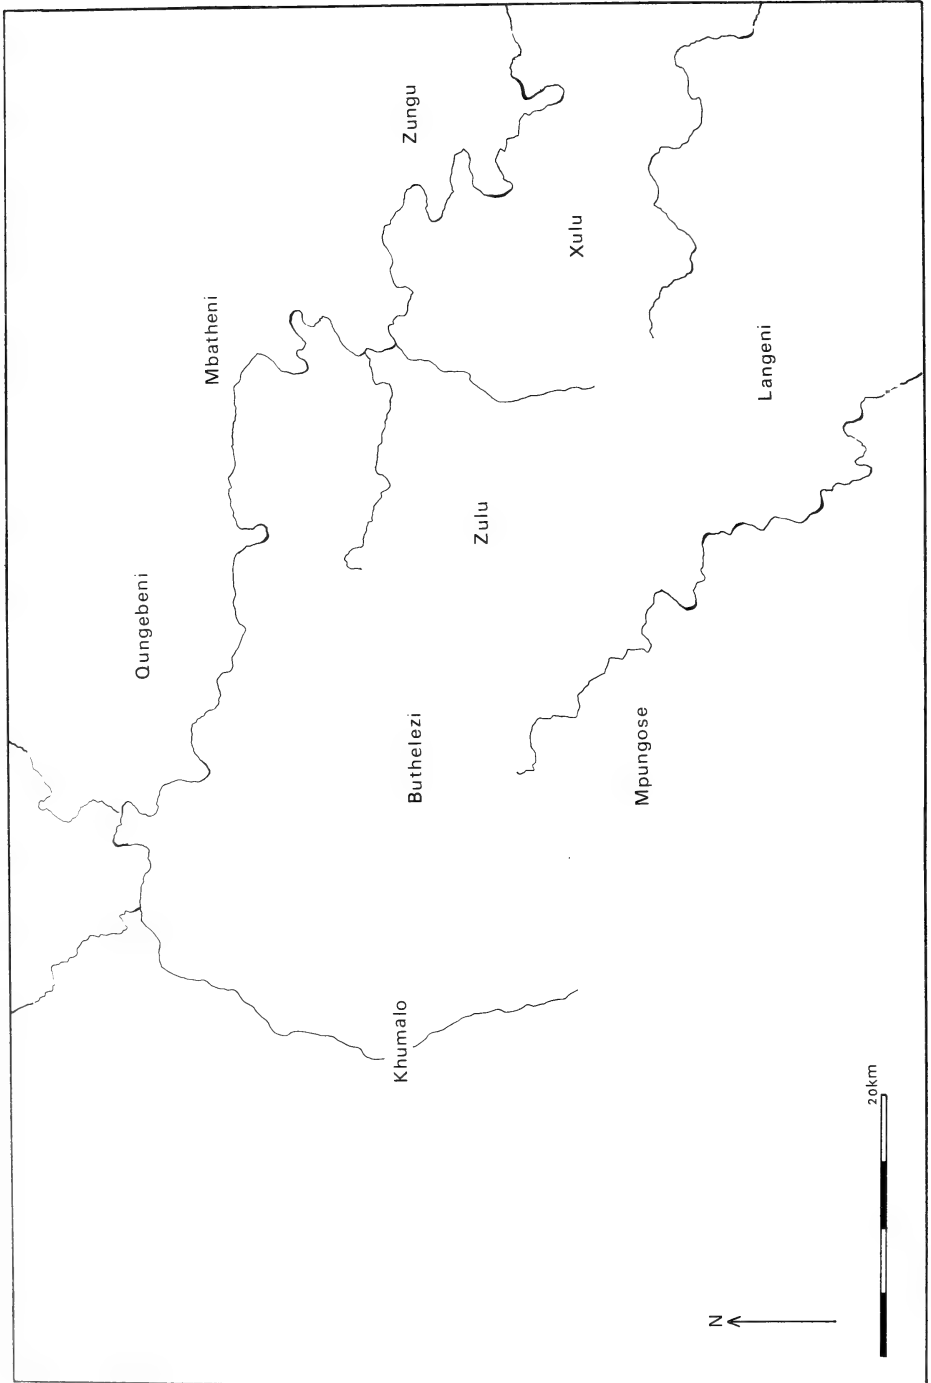 Qungebeni
Mbatheni
Zungu
Khumalo
Buthelezi
Zulu
Xulu
Mpungose
Langeni
N
20km